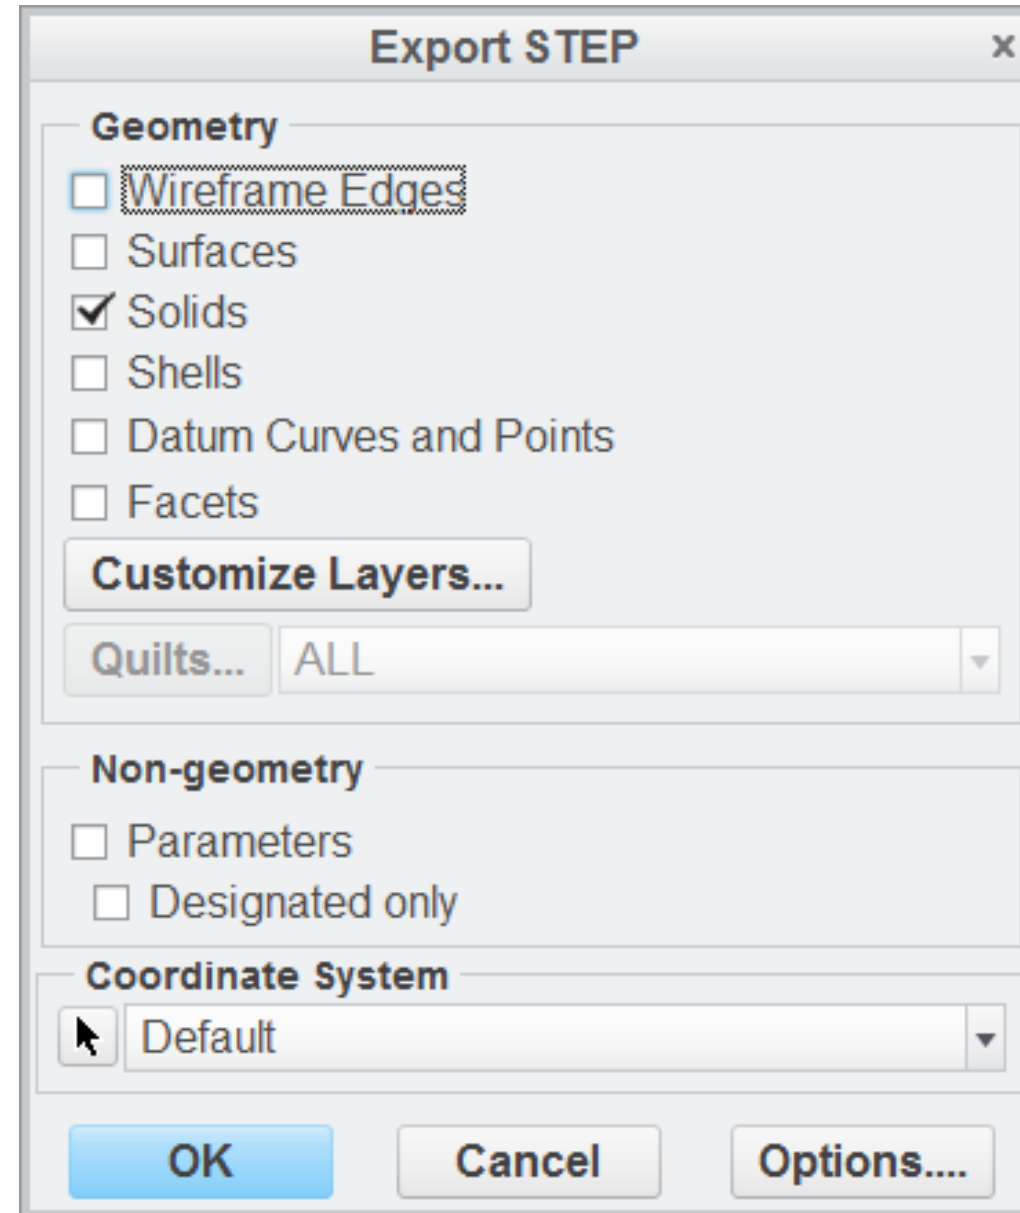 Export STEP x
Geometry
Wireframe Edges
Surfaces
Solids
Shells
Datum Curves and Points
Facets
Customize Layers...
Quilts... ALL
Non-geometry
Parameters
Designated only
Coordinate System
Default
OK Cancel Options....